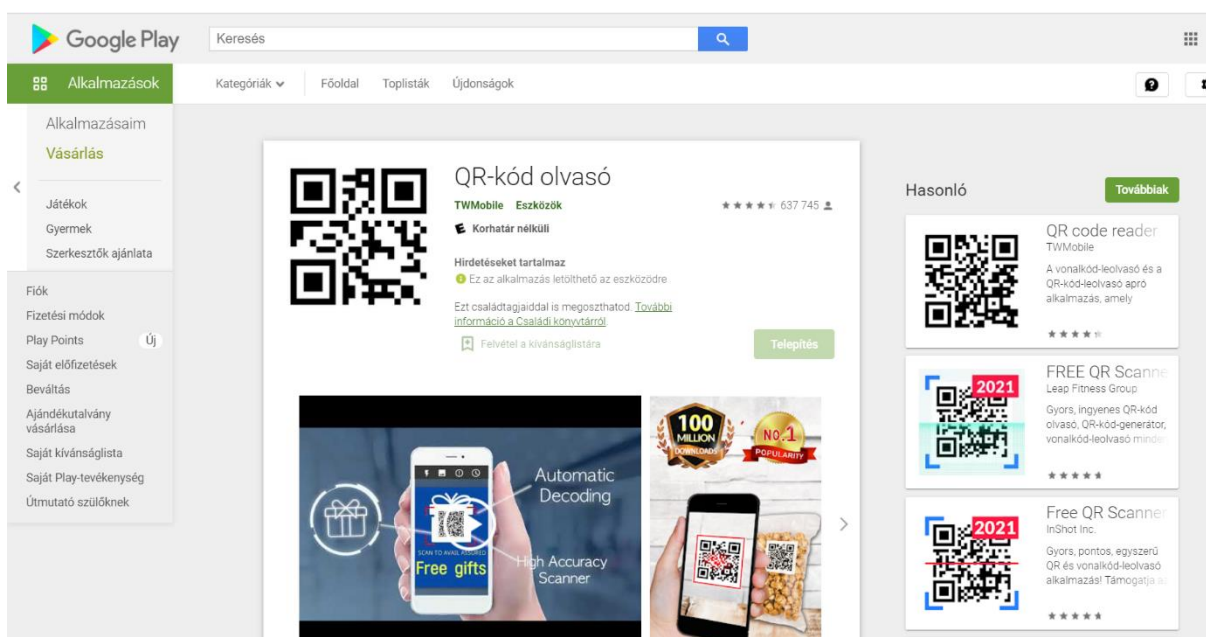 Google Play
Keresés
Alkalmazások
Kategóriák
Főoldal
Toplisták
Újdonságok
Alkalmazásaim
Vásárlás
Játékok
Gyermek
Szerkesztők ajánlata
Fiók
Fizetési módok
Play Points Új
Saját előfizetések
Beváltás
Ajándékutalvány
vásárlása
Saját kívánságlista
Saját Play-tevékenység
Útmutató szülőknek
QR-kód olvasó
TWMobile Eszközök
637 745
Korhatár nélküli
Hirdetéseket tartalmaz
Ez az alkalmazás letölthető az eszközödre
Ezt családtagjaiddal is megoszthatod. További
információ a Családi könyvtárról.
Felvétel a kívánságlistára
Telepítés
Automatic
Decoding
SCAN TO AVAIL ASSURED
Free gifts
High Accuracy
Scanner
100
MILLION
DOWNLOADS
NO.1
POPULARITY
Hasonló
Továbbiak
QR code reader
TWMobile
A vonalkód-leolvasó és a
QR-kód-leolvasó apró
alkalmazás, amely
2021
FREE QR Scanne
Leap Fitness Group
Gyors, ingyenes QR-kód
olvasó, QR-kód-generátor,
vonalkód-leolvasó minde
2021
Free QR Scanner
InShot Inc.
Gyors, pontos, egyszerű
QR és vonalkód-leolvasó
alkalmazás! Támogatja a